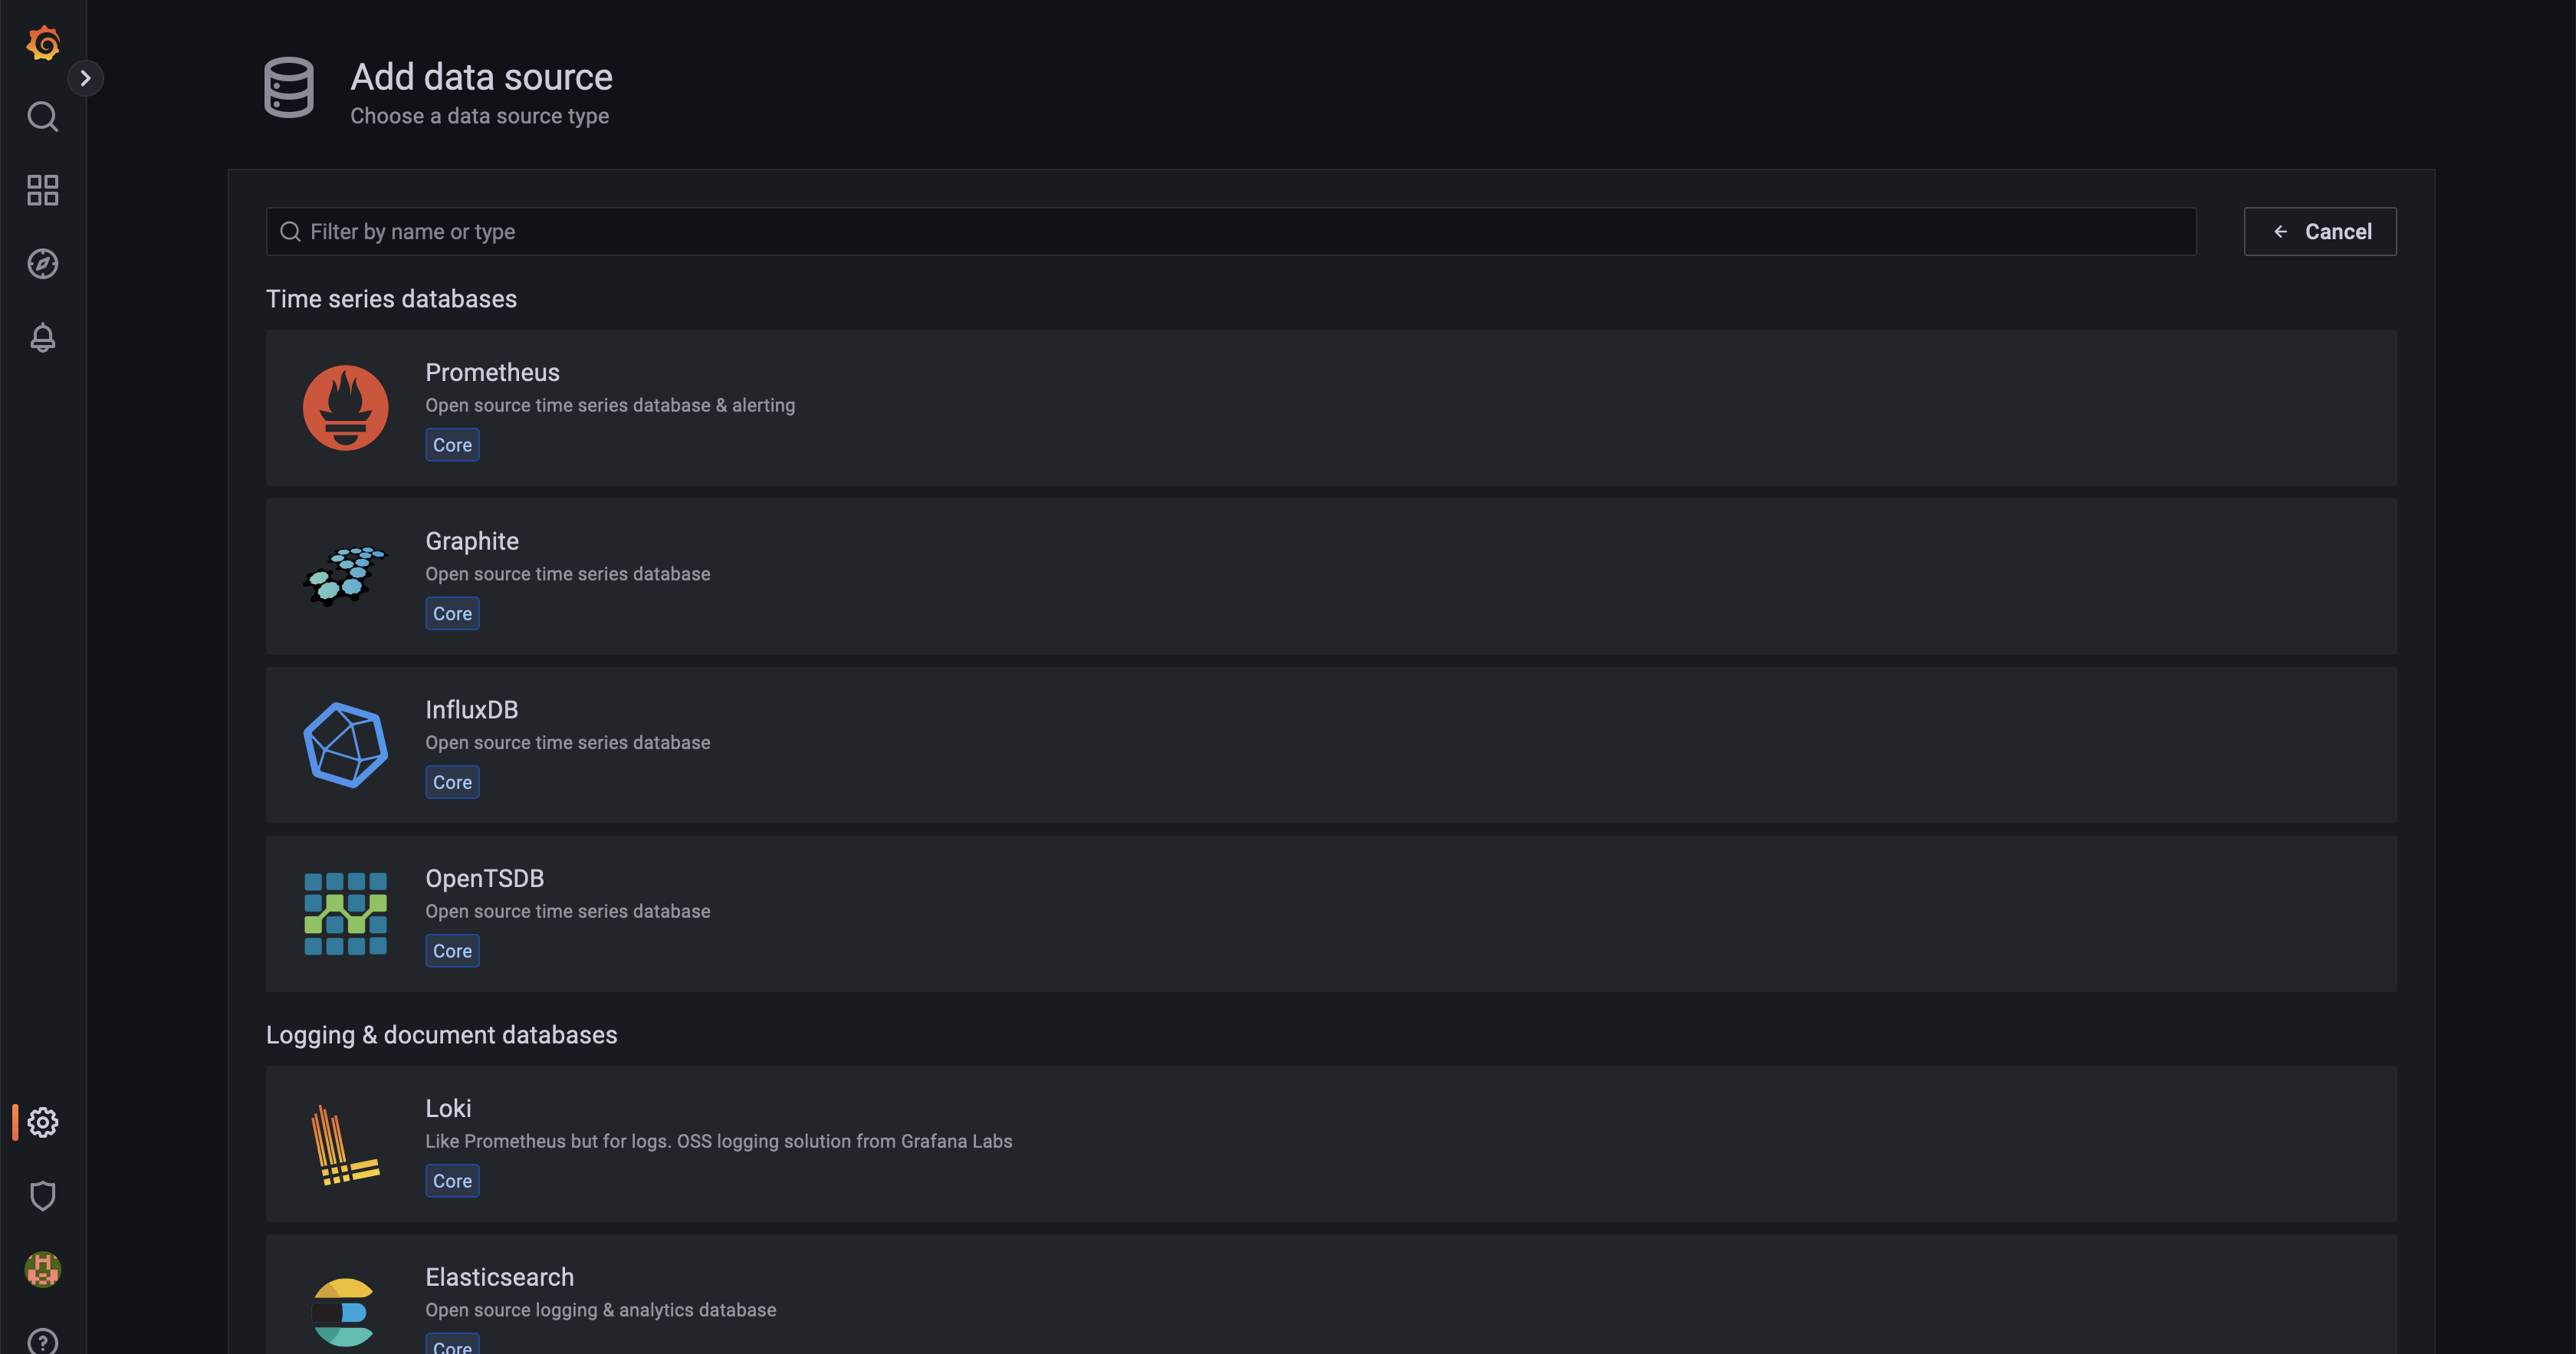 Add data source
Choose a data source type
Filter by name or type
Cancel
Time series databases
Prometheus
Open source time series database & alerting
Core
Graphite
Open source time series database
Core
InfluxDB
Open source time series database
Core
OpenTSDB
Open source time series database
Core
Logging & document databases
Loki
Like Prometheus but for logs. OSS logging solution from Grafana Labs
Core
Elasticsearch
Open source logging & analytics database
Core